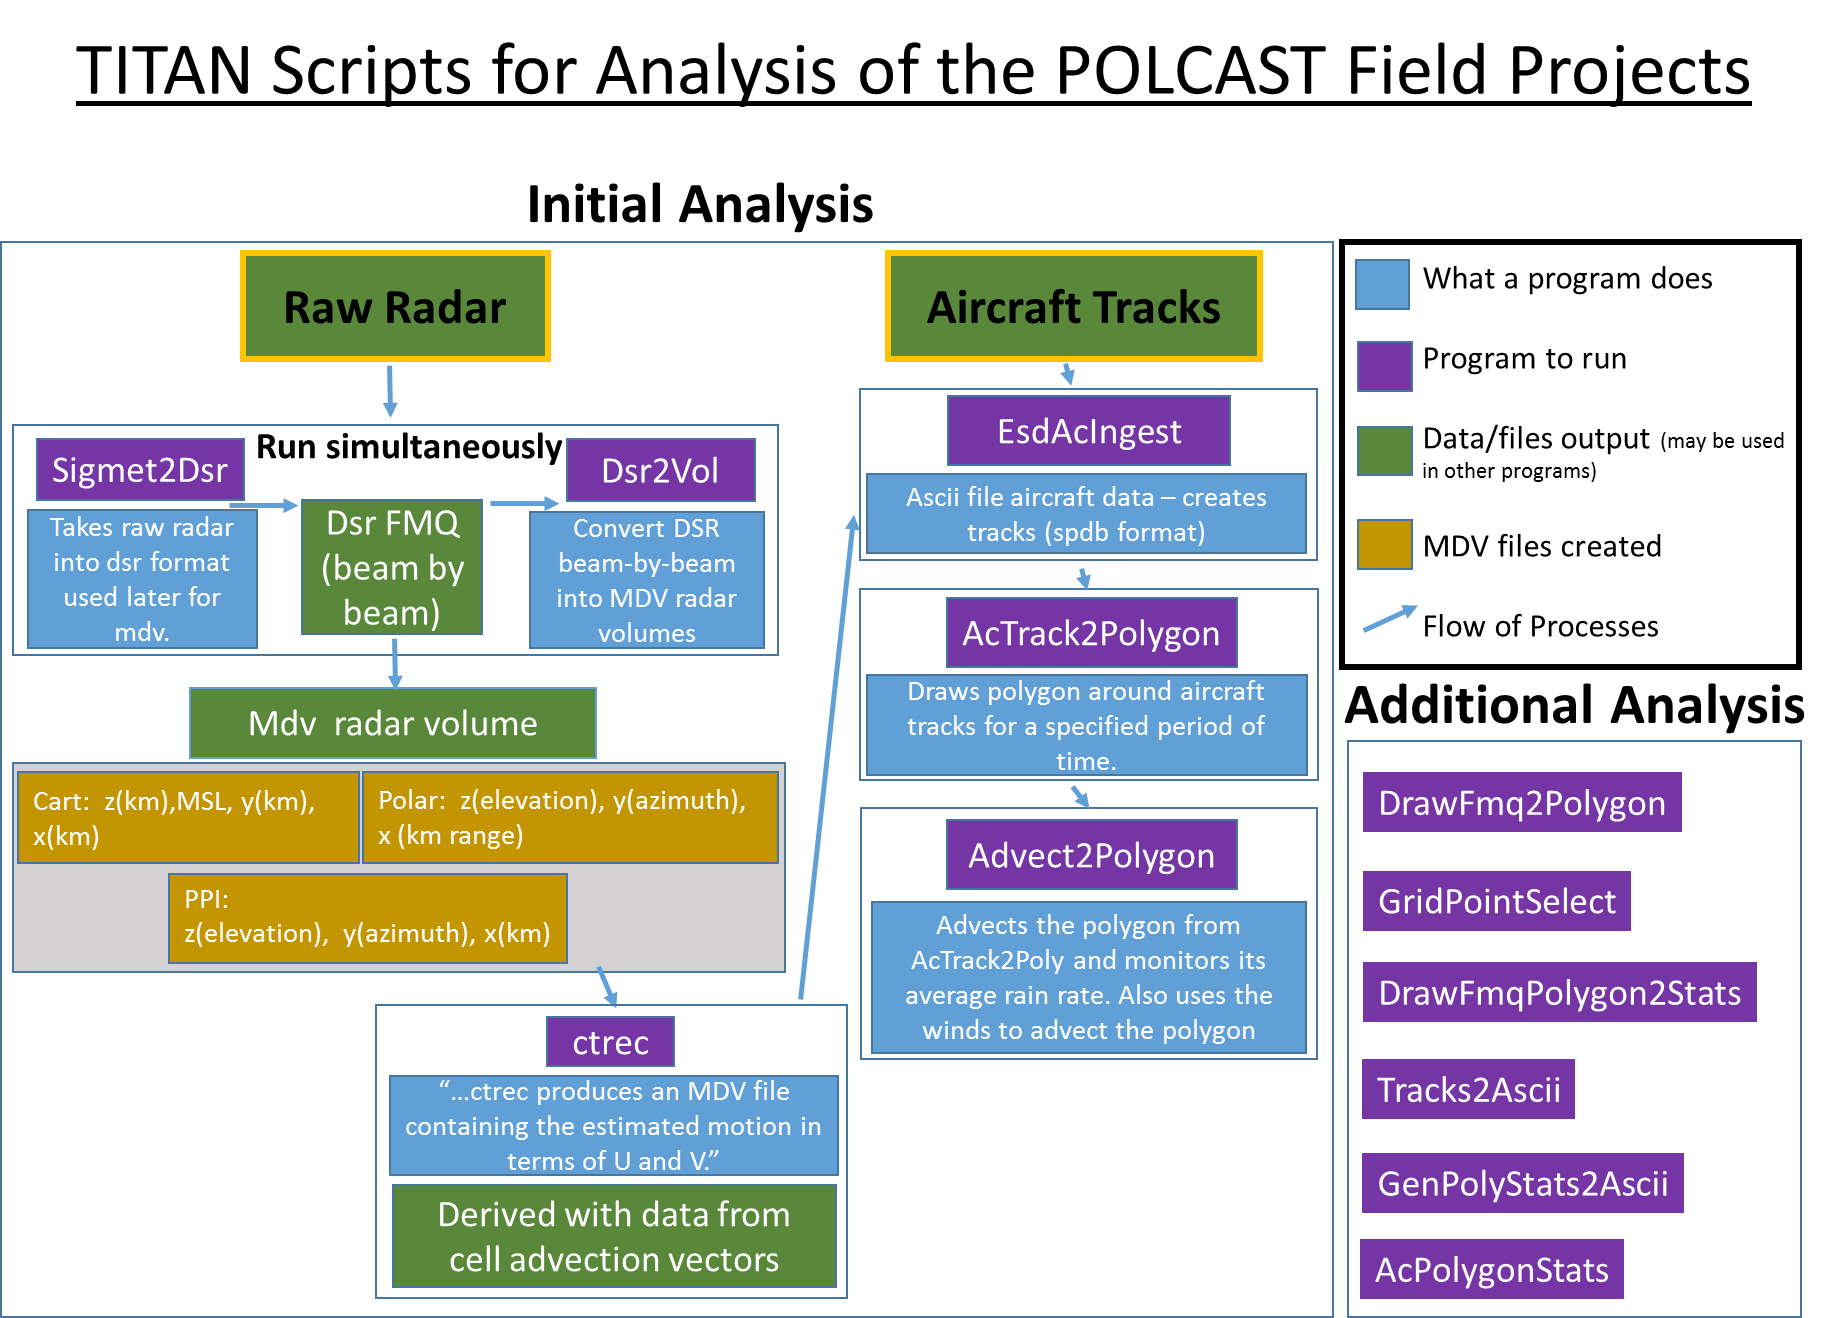 TITAN Scripts for Analysis of the POLCAST Field Projects
Initial Analysis
Raw Radar
Run simultaneously
Sigmet2Dsr
Takes raw radar
into dsr format
used later for
mdv.
Dsr FMQ
(beam by
beam)
Dsr2Vol
Convert DSR
beam-by-beam
into MDV radar
volumes
Mdv  radar volume
Cart:  z(km),MSL, y(km),
x(km)
Polar:  z(elevation), y(azimuth),
x (km range)
PPI:
z(elevation),  y(azimuth), x(km)
ctrec
“…ctrec produces an MDV file
containing the estimated motion in
terms of U and V.”
Derived with data from
cell advection vectors
Aircraft Tracks
EsdAcIngest
Ascii file aircraft data – creates
tracks (spdb format)
AcTrack2Polygon
Draws polygon around aircraft
tracks for a specified period of
time.
Advect2Polygon
Advects the polygon from
AcTrack2Poly and monitors its
average rain rate. Also uses the
winds to advect the polygon
What a program does
Program to run
Data/files output (may be used
in other programs)
MDV files created
Flow of Processes
Additional Analysis
DrawFmq2Polygon
GridPointSelect
DrawFmqPolygon2Stats
Tracks2Ascii
GenPolyStats2Ascii
AcPolygonStats